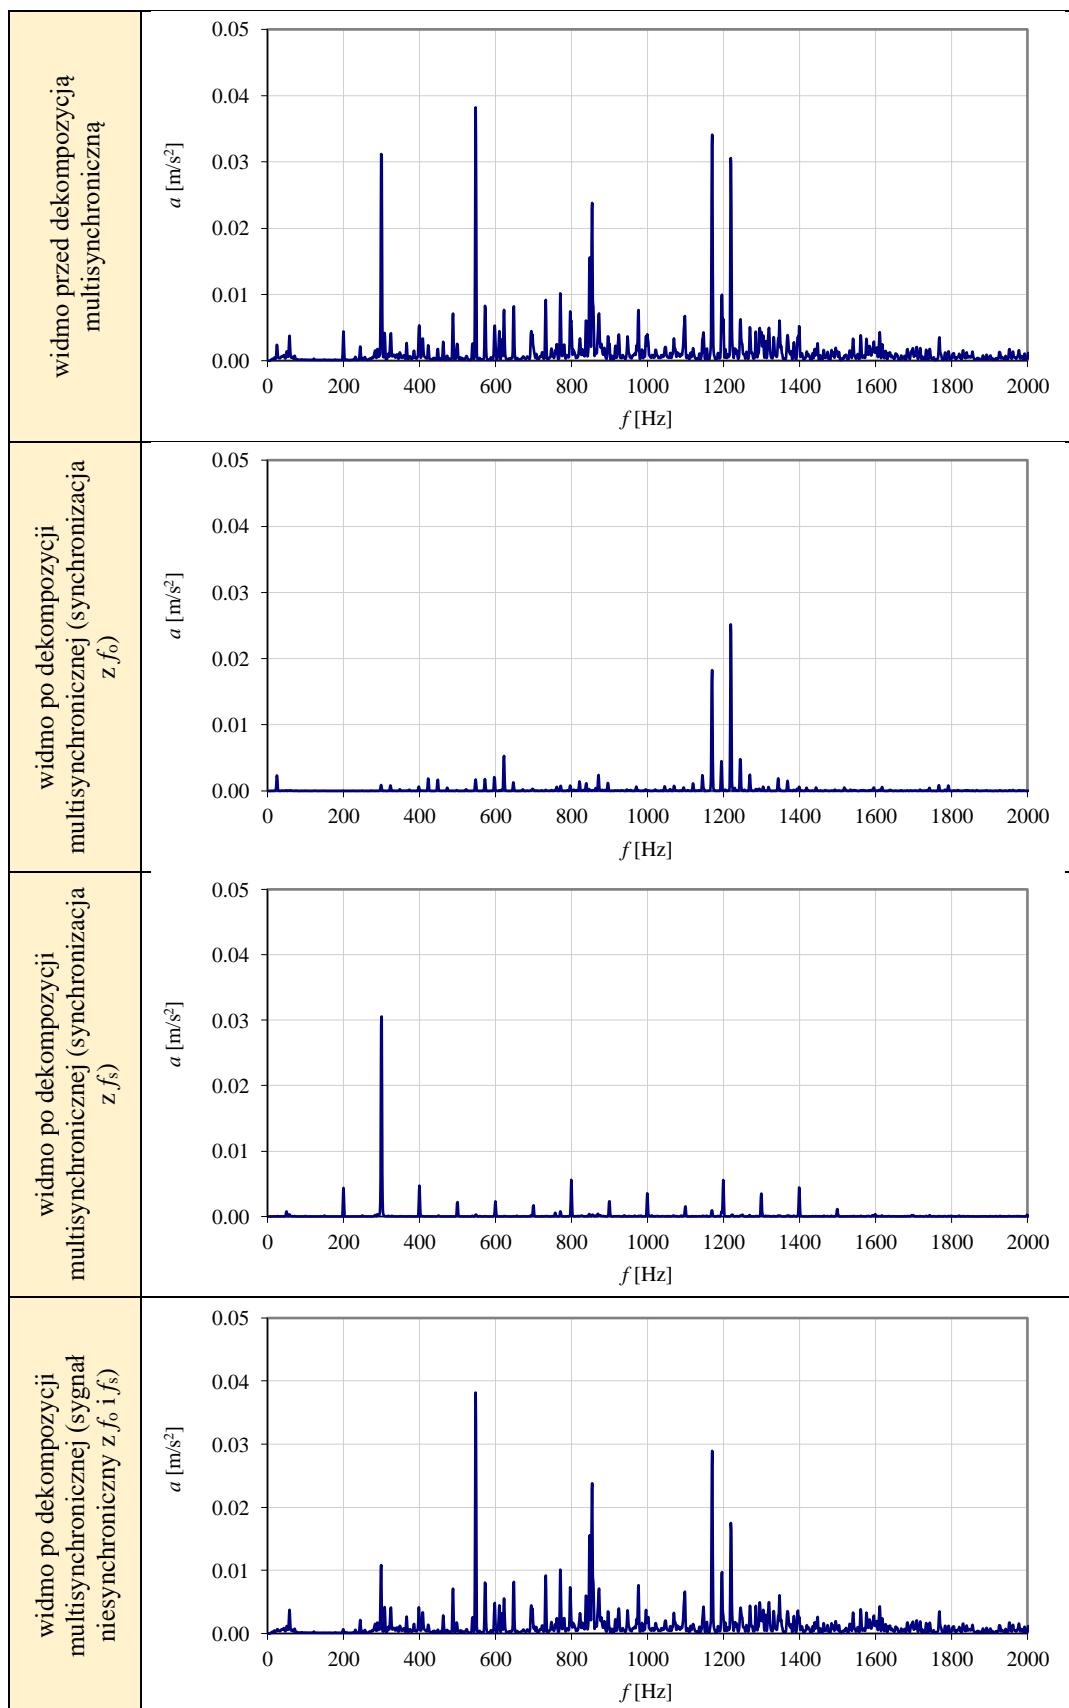 widmo przed dekompozycją
multisynchroniczną
0.05
0.04
0.03
0.02
0.01
0.00
a [m/s²]
0 200 400 600 800 1000 1200 1400 1600 1800 2000
f [Hz]
widmo po dekompozycji
multisynchronicznej (synchronizacja
z fo)
0.05
0.04
0.03
0.02
0.01
0.00
a [m/s²]
0 200 400 600 800 1000 1200 1400 1600 1800 2000
f [Hz]
widmo po dekompozycji
multisynchronicznej (synchronizacja
z fs)
0.05
0.04
0.03
0.02
0.01
0.00
a [m/s²]
0 200 400 600 800 1000 1200 1400 1600 1800 2000
f [Hz]
widmo po dekompozycji
multisynchronicznej (sygnał
niesynchroniczny z fo i fs)
0.05
0.04
0.03
0.02
0.01
0.00
a [m/s²]
0 200 400 600 800 1000 1200 1400 1600 1800 2000
f [Hz]